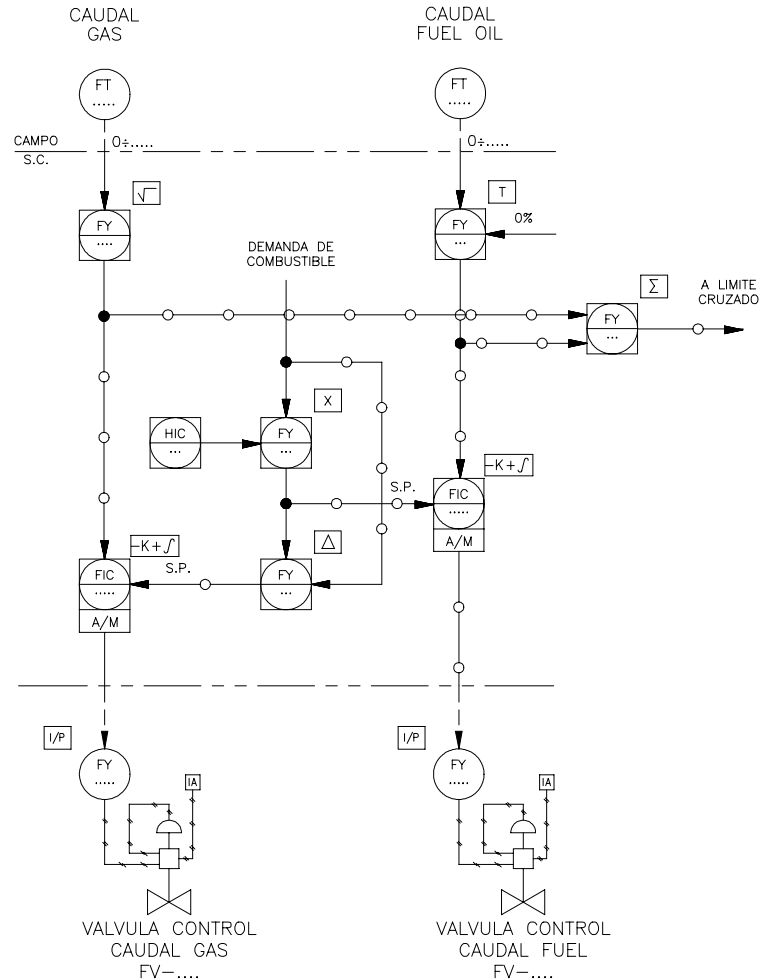 CAUDAL
GAS
CAUDAL
FUEL OIL
FT
.....
FT
.....
CAMPO
S.C.
0÷.....
0÷.....
√
T
FY
....
FY
...
0%
DEMANDA DE
COMBUSTIBLE
Σ
A LIMITE
CRUZADO
FY
...
X
HIC
...
FY
...
-K+∫
S.P.
FIC
.....
A/M
△
-K+∫
S.P.
FIC
.....
A/M
FY
...
I/P
FY
.....
IA
I/P
FY
.....
IA
VALVULA CONTROL
CAUDAL GAS
FV-....
VALVULA CONTROL
CAUDAL FUEL
FV-....